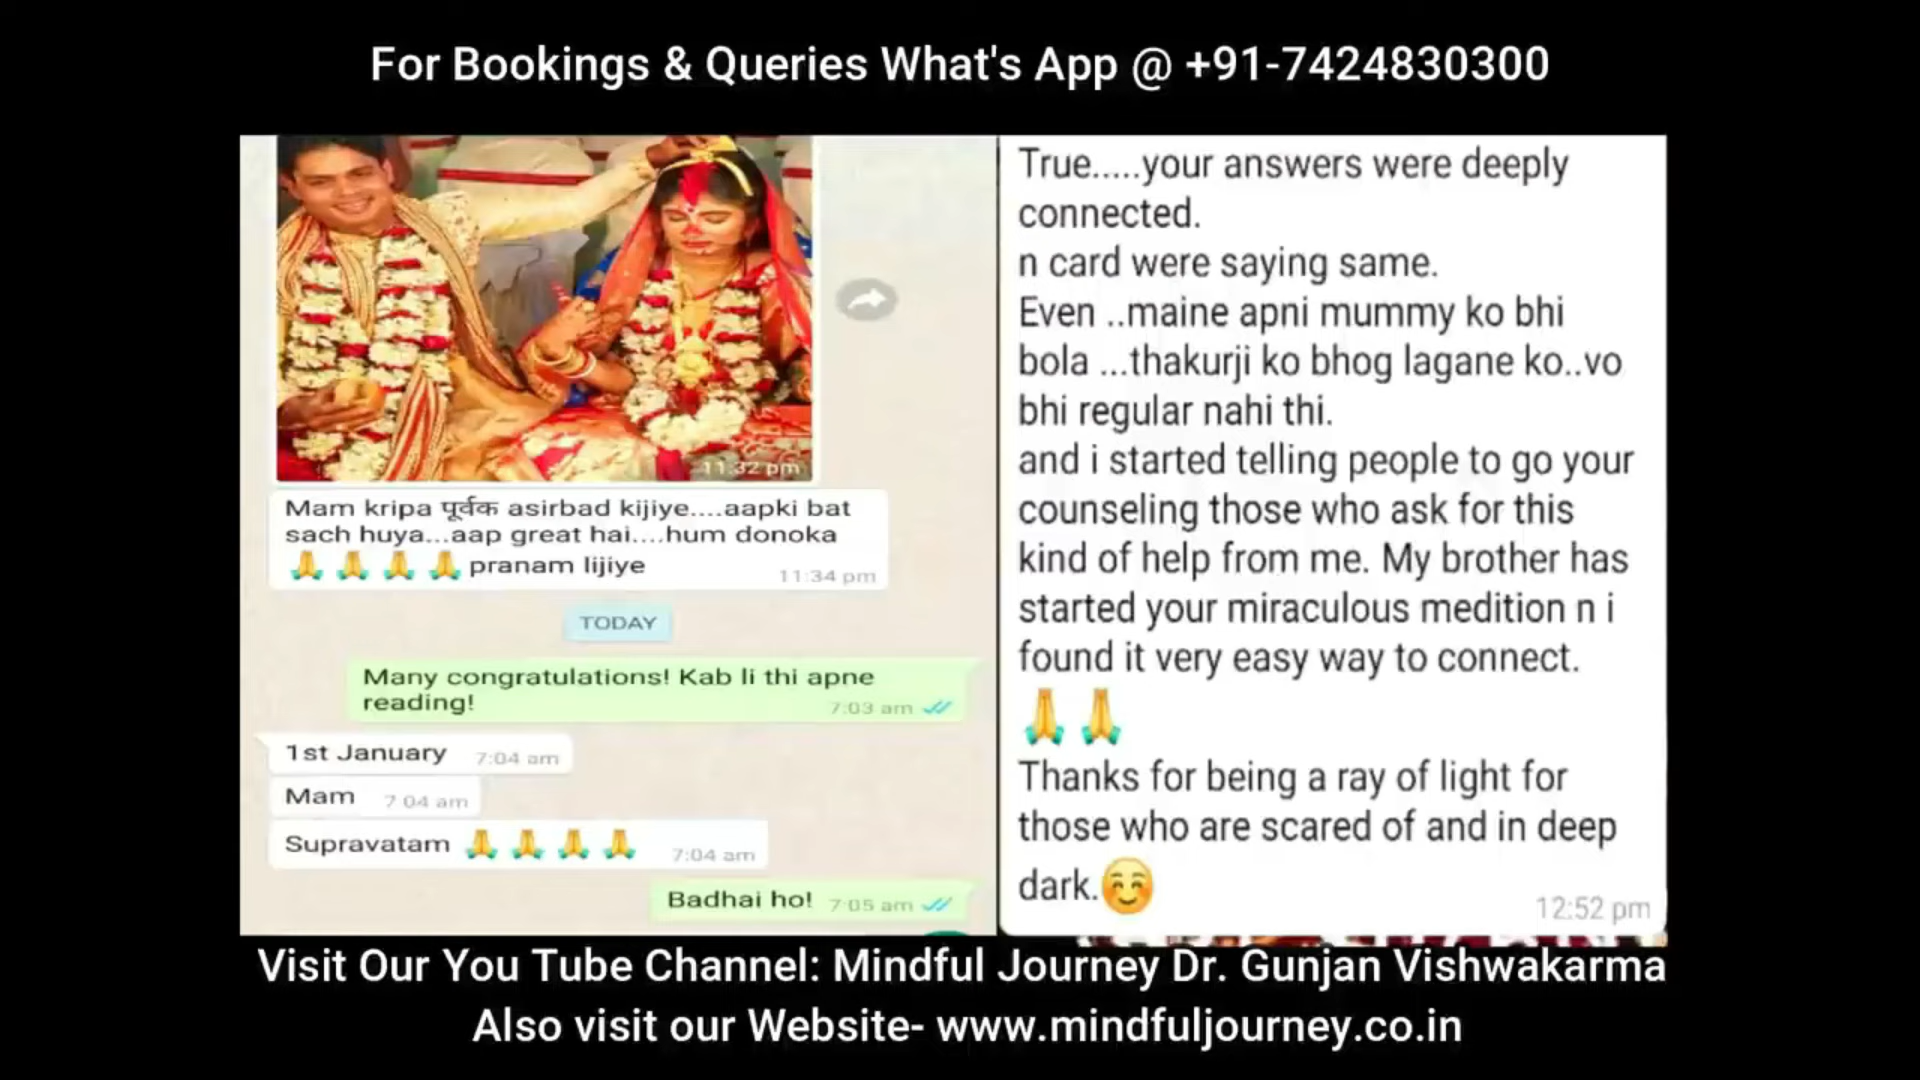 For Bookings & Queries What's App @ +91-7424830300
11:32 pm
Mam kripa पूर्वक asirbad kijiye....aapki bat
sach huya...aap great hai....hum donoka
🙏 🙏 🙏 🙏 pranam lijiye
11:34 pm
TODAY
Many congratulations! Kab li thi apne
reading!
7:03 am
1st January 7:04 am
Mam 7:04 am
Supravatam 🙏 🙏 🙏 🙏 7:04 am
Badhai ho! 7:05 am
True.....your answers were deeply
connected.
n card were saying same.
Even ..maine apni mummy ko bhi
bola ...thakurji ko bhog lagane ko..vo
bhi regular nahi thi.
and i started telling people to go your
counseling those who ask for this
kind of help from me. My brother has
started your miraculous medition n i
found it very easy way to connect.
🙏 🙏
Thanks for being a ray of light for
those who are scared of and in deep
dark.😊
12:52 pm
Visit Our You Tube Channel: Mindful Journey Dr. Gunjan Vishwakarma
Also visit our Website- www.mindfuljourney.co.in